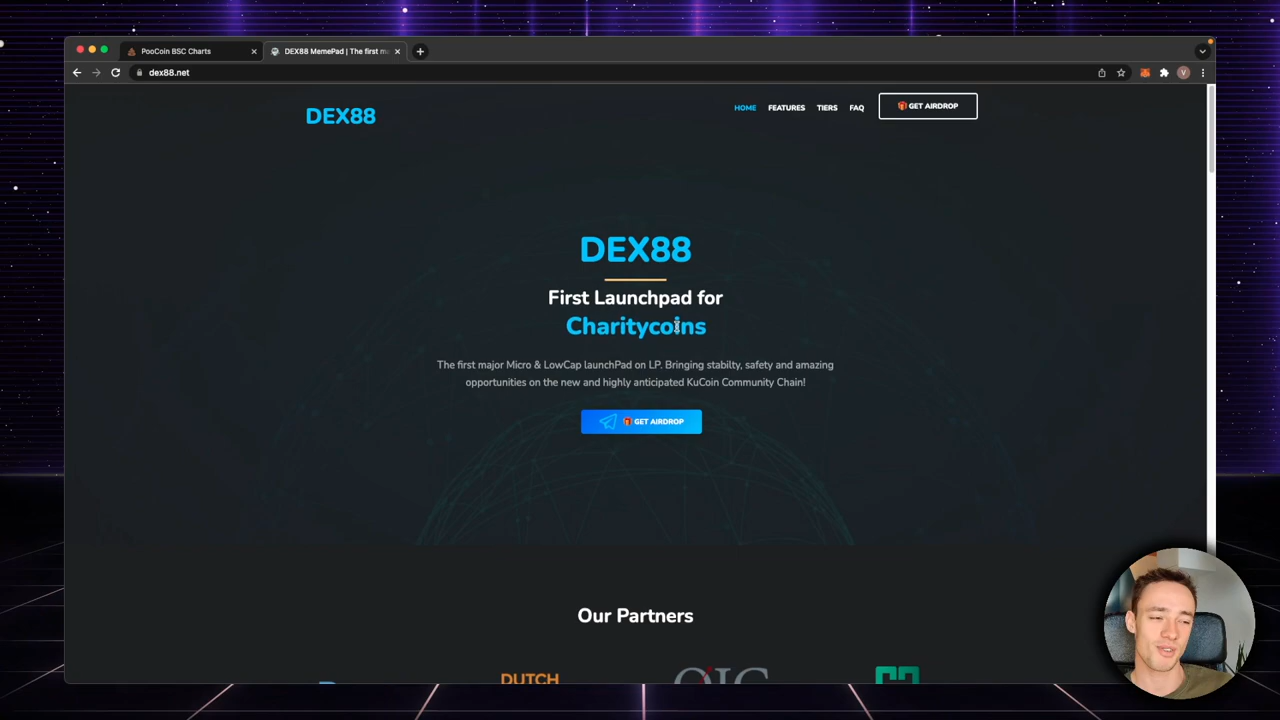 PooCoin BSC Charts
DEX88 MemePad | The first m
dex88.net
V
DEX88
HOME
FEATURES
TIERS
FAQ
GET AIRDROP
DEX88
First Launchpad for
Charitycoins
The first major Micro & LowCap launchPad on LP. Bringing stabilty, safety and amazing
opportunities on the new and highly anticipated KuCoin Community Chain!
GET AIRDROP
Our Partners
DUTCH